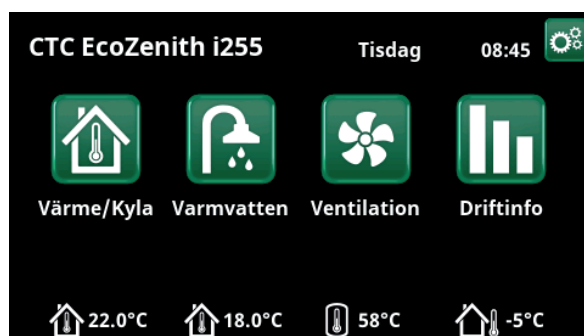 CTC EcoZenith i255 Tisdag 08:45
Värme/Kyla Varmvatten Ventilation Driftinfo
22.0°C 18.0°C 58°C -5°C